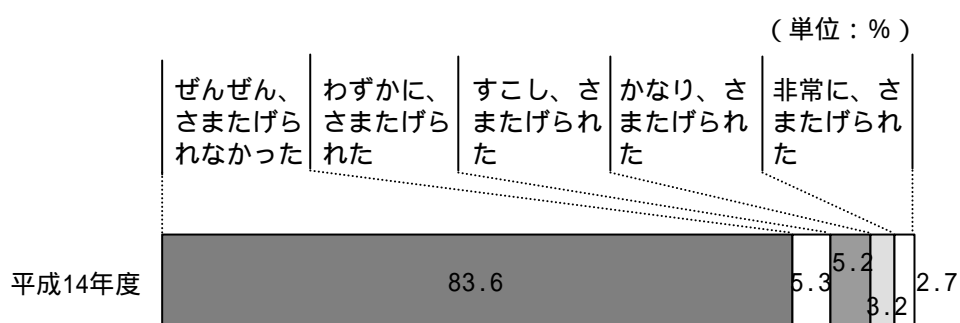 （単位：％）
ぜんぜん、
さまたげら
れなかった
わずかに、
さまたげら
れた
すこし、さ
またげられ
た
かなり、さ
またげられ
た
非常に、さ
またげられ
た
平成14年度
83.6
5.3
5.2
3.2
2.7